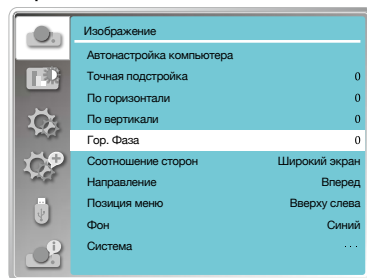 Изображение
Автонастройка компьютера
Точная подстройка 0
По горизонтали 0
По вертикали 0
Гор. Фаза 0
Соотношение сторон Широкий экран
Направление Вперед
Позиция меню Вверху слева
Фон Синий
Система ...